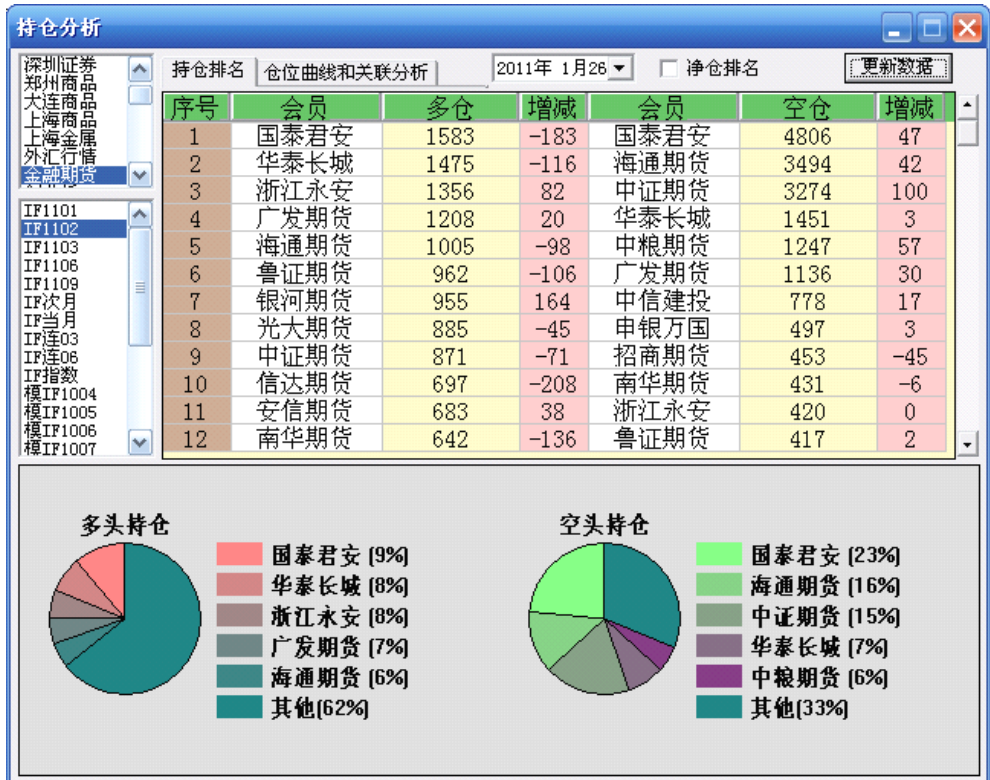 持仓分析
深圳证券
郑州商品
大连商品
上海商品
上海金属
外汇行情
金融期货
IF1101
IF1102
IF1103
IF1106
IF1109
IF次月
IF当月
IF连03
IF连06
IF指数
模IF1004
模IF1005
模IF1006
模IF1007
持仓排名 仓位曲线和关联分析 2011年 1月26 净仓排名 更新数据
序号 会员 多仓 增减 会员 空仓 增减
1 国泰君安 1583 -183 国泰君安 4806 47
2 华泰长城 1475 -116 海通期货 3494 42
3 浙江永安 1356 82 中证期货 3274 100
4 广发期货 1208 20 华泰长城 1451 3
5 海通期货 1005 -98 中粮期货 1247 57
6 鲁证期货 962 -106 广发期货 1136 30
7 银河期货 955 164 中信建投 778 17
8 光大期货 885 -45 申银万国 497 3
9 中证期货 871 -71 招商期货 453 -45
10 信达期货 697 -208 南华期货 431 -6
11 安信期货 683 38 浙江永安 420 0
12 南华期货 642 -136 鲁证期货 417 2
多头持仓
国泰君安 (9%)
华泰长城 (8%)
浙江永安 (8%)
广发期货 (7%)
海通期货 (6%)
其他(62%)
空头持仓
国泰君安 (23%)
海通期货 (16%)
中证期货 (15%)
华泰长城 (7%)
中粮期货 (6%)
其他(33%)